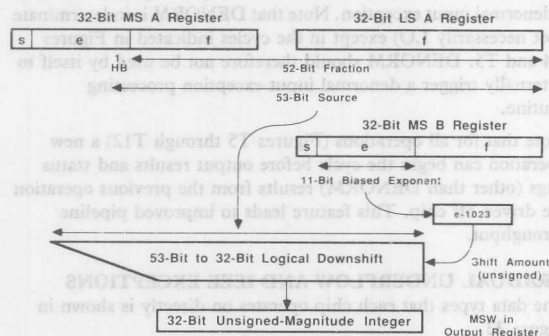 32-Bit MS A Register
32-Bit LS A Register
s e f
1.
HB
52-Bit Fraction
53-Bit Source
32-Bit MS B Register
s f
11-Bit Biased Exponent
e-1023
53-Bit to 32-Bit Logical Downshift
Shift Amount
(unsigned)
32-Bit Unsigned-Magnitude Integer
MSW in
Output Register